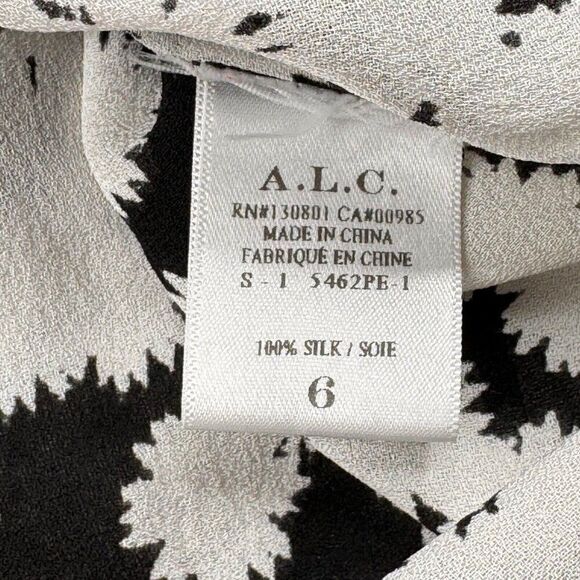 A.L.C.
RN#130801 CA#00985
MADE IN CHINA
FABRIQUÉ EN CHINE
S - 1 5462PE-1
100% SILK / SOIE
6